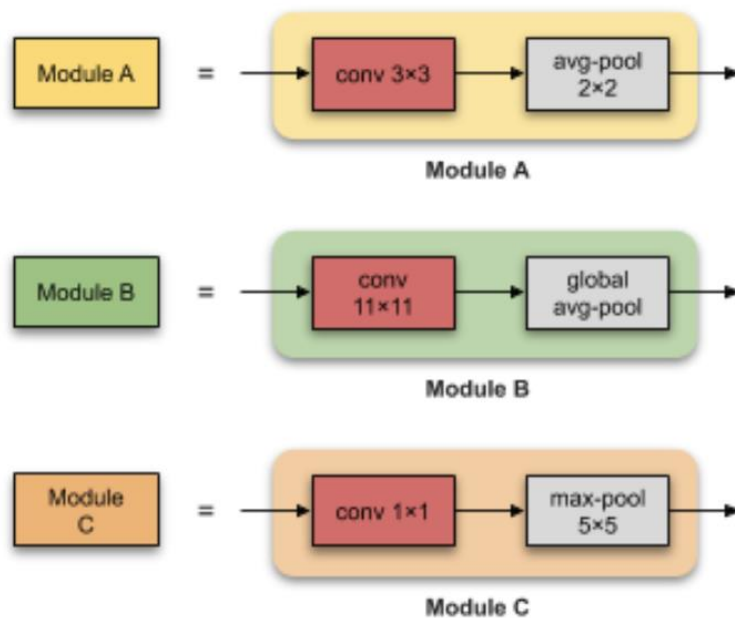 Module A
=
conv 3×3
avg-pool
2×2
Module A
Module B
=
conv
11×11
global
avg-pool
Module B
Module
C
=
conv 1×1
max-pool
5×5
Module C